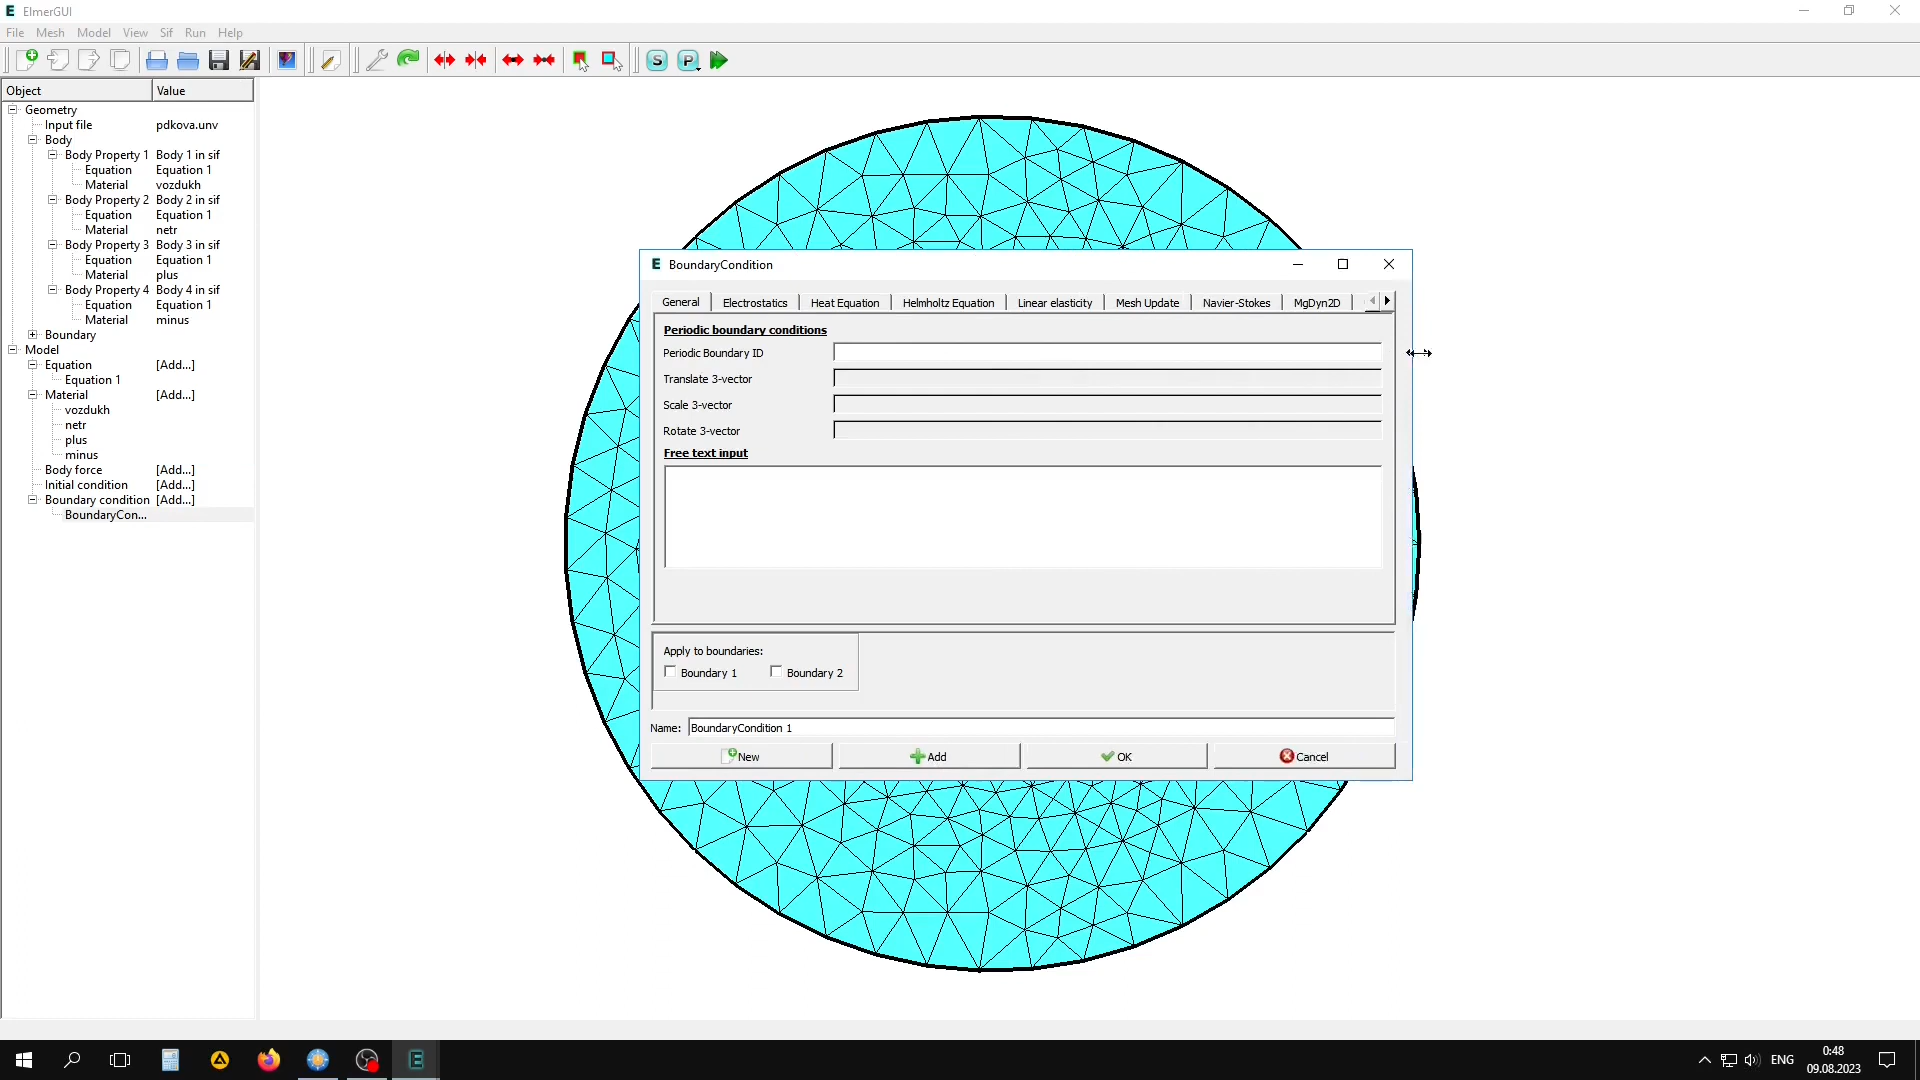 ElmerGUI
File Mesh Model View Sif Run Help
S P
Object Value
Geometry
Input file pdkova.unv
Body
Body Property 1 Body 1 in sif
Equation Equation 1
Material vozdukh
Body Property 2 Body 2 in sif
Equation Equation 1
Material netr
Body Property 3 Body 3 in sif
Equation Equation 1
Material plus
Body Property 4 Body 4 in sif
Equation Equation 1
Material minus
Boundary
Model
Equation [Add...]
Equation 1
Material [Add...]
vozdukh
netr
plus
minus
Body force [Add...]
Initial condition [Add...]
Boundary condition [Add...]
BoundaryCon...
BoundaryCondition
General Electrostatics Heat Equation Helmholtz Equation Linear elasticity Mesh Update Navier-Stokes MgDyn2D
Periodic boundary conditions
Periodic Boundary ID
Translate 3-vector
Scale 3-vector
Rotate 3-vector
Free text input
Apply to boundaries:
Boundary 1 Boundary 2
Name: BoundaryCondition 1
New Add OK Cancel
ENG
0:48
09.08.2023